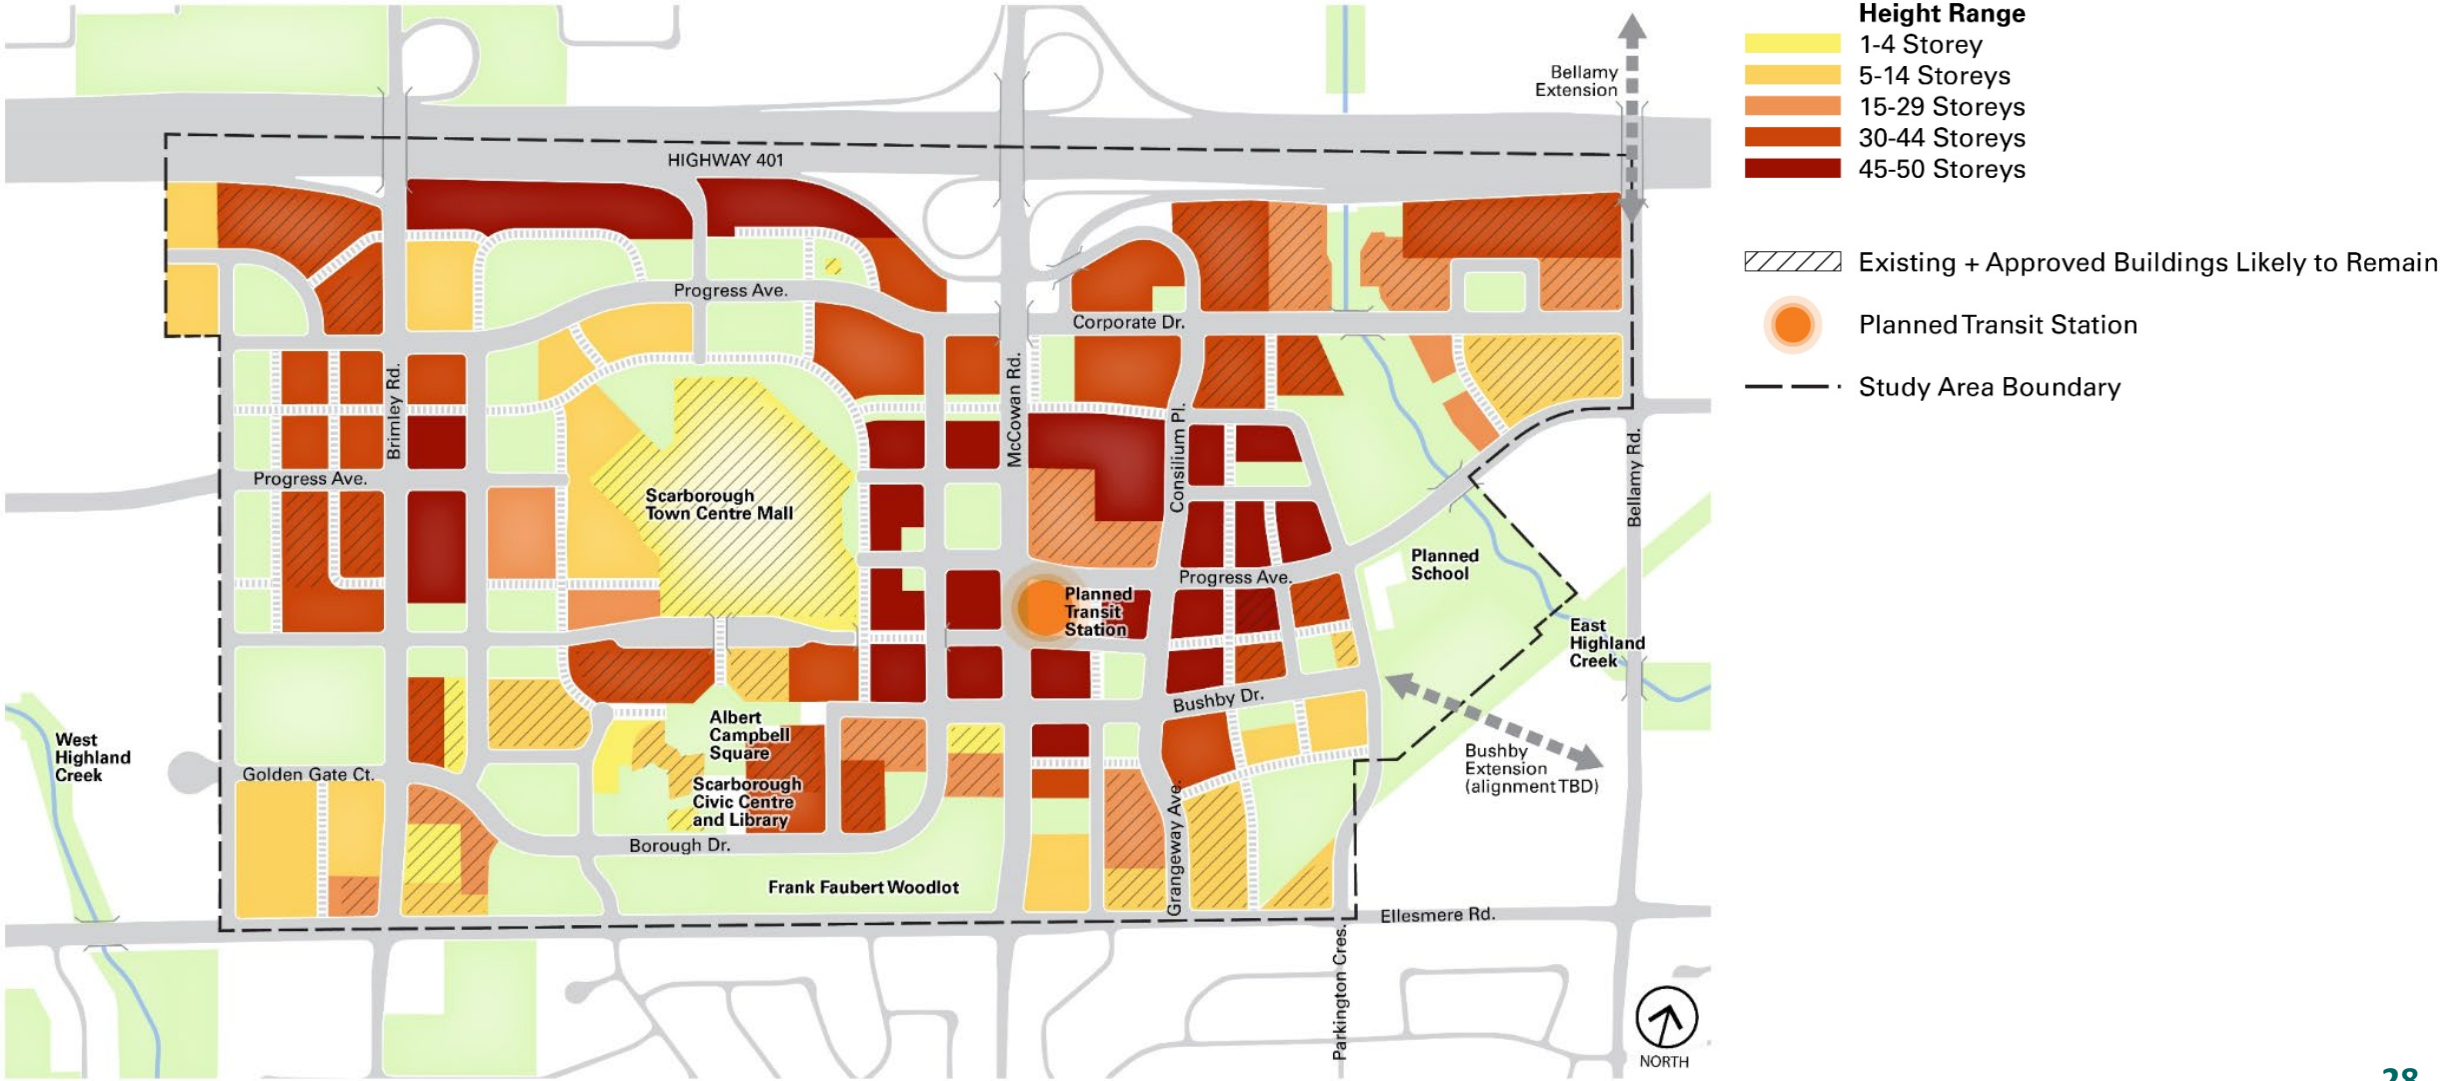 Height Range
1-4 Storey
5-14 Storeys
15-29 Storeys
30-44 Storeys
45-50 Storeys
Existing + Approved Buildings Likely to Remain
Planned Transit Station
Study Area Boundary
Bellamy
Extension
HIGHWAY 401
Progress Ave.
Corporate Dr.
Brimley Rd.
McCowan Rd.
Consilium Pl.
Bellamy Rd.
Progress Ave.
Scarborough
Town Centre Mall
Planned
School
Progress Ave.
Planned
Transit
Station
East
Highland
Creek
Bushby Dr.
West
Highland
Creek
Albert
Campbell
Square
Bushby
Extension
(alignment TBD)
Golden Gate Ct.
Scarborough
Civic Centre
and Library
Grangeway Ave.
Borough Dr.
Frank Faubert Woodlot
Ellesmere Rd.
Parkington Cres.
NORTH
28